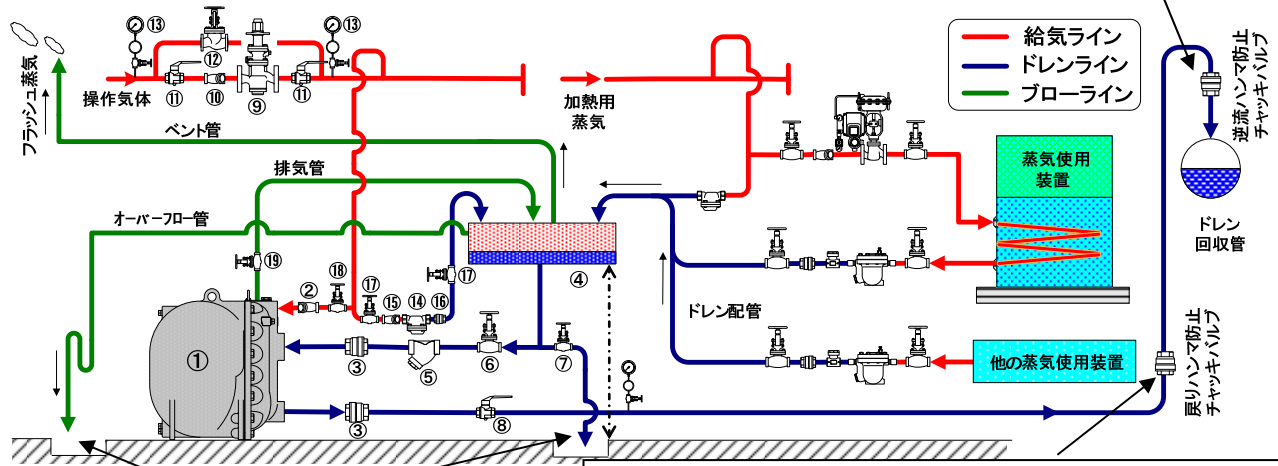 給気ライン
ドレンライン
ブローライン
フラッシュ蒸気
⑬
⑬
⑫
⑪
⑩
⑨
⑪
操作気体
加熱用
蒸気
ベント管
排気管
オーバーフロー管
蒸気使用
装置
逆流ハンマ防止
チャッキバルブ
ドレン
回収管
⑲
⑱
⑰
⑰
②
⑮
⑭
⑯
④
ドレン配管
①
③
⑤
⑥
⑦
他の蒸気使用装置
戻りハンマ防止
チャッキバルブ
③
⑧